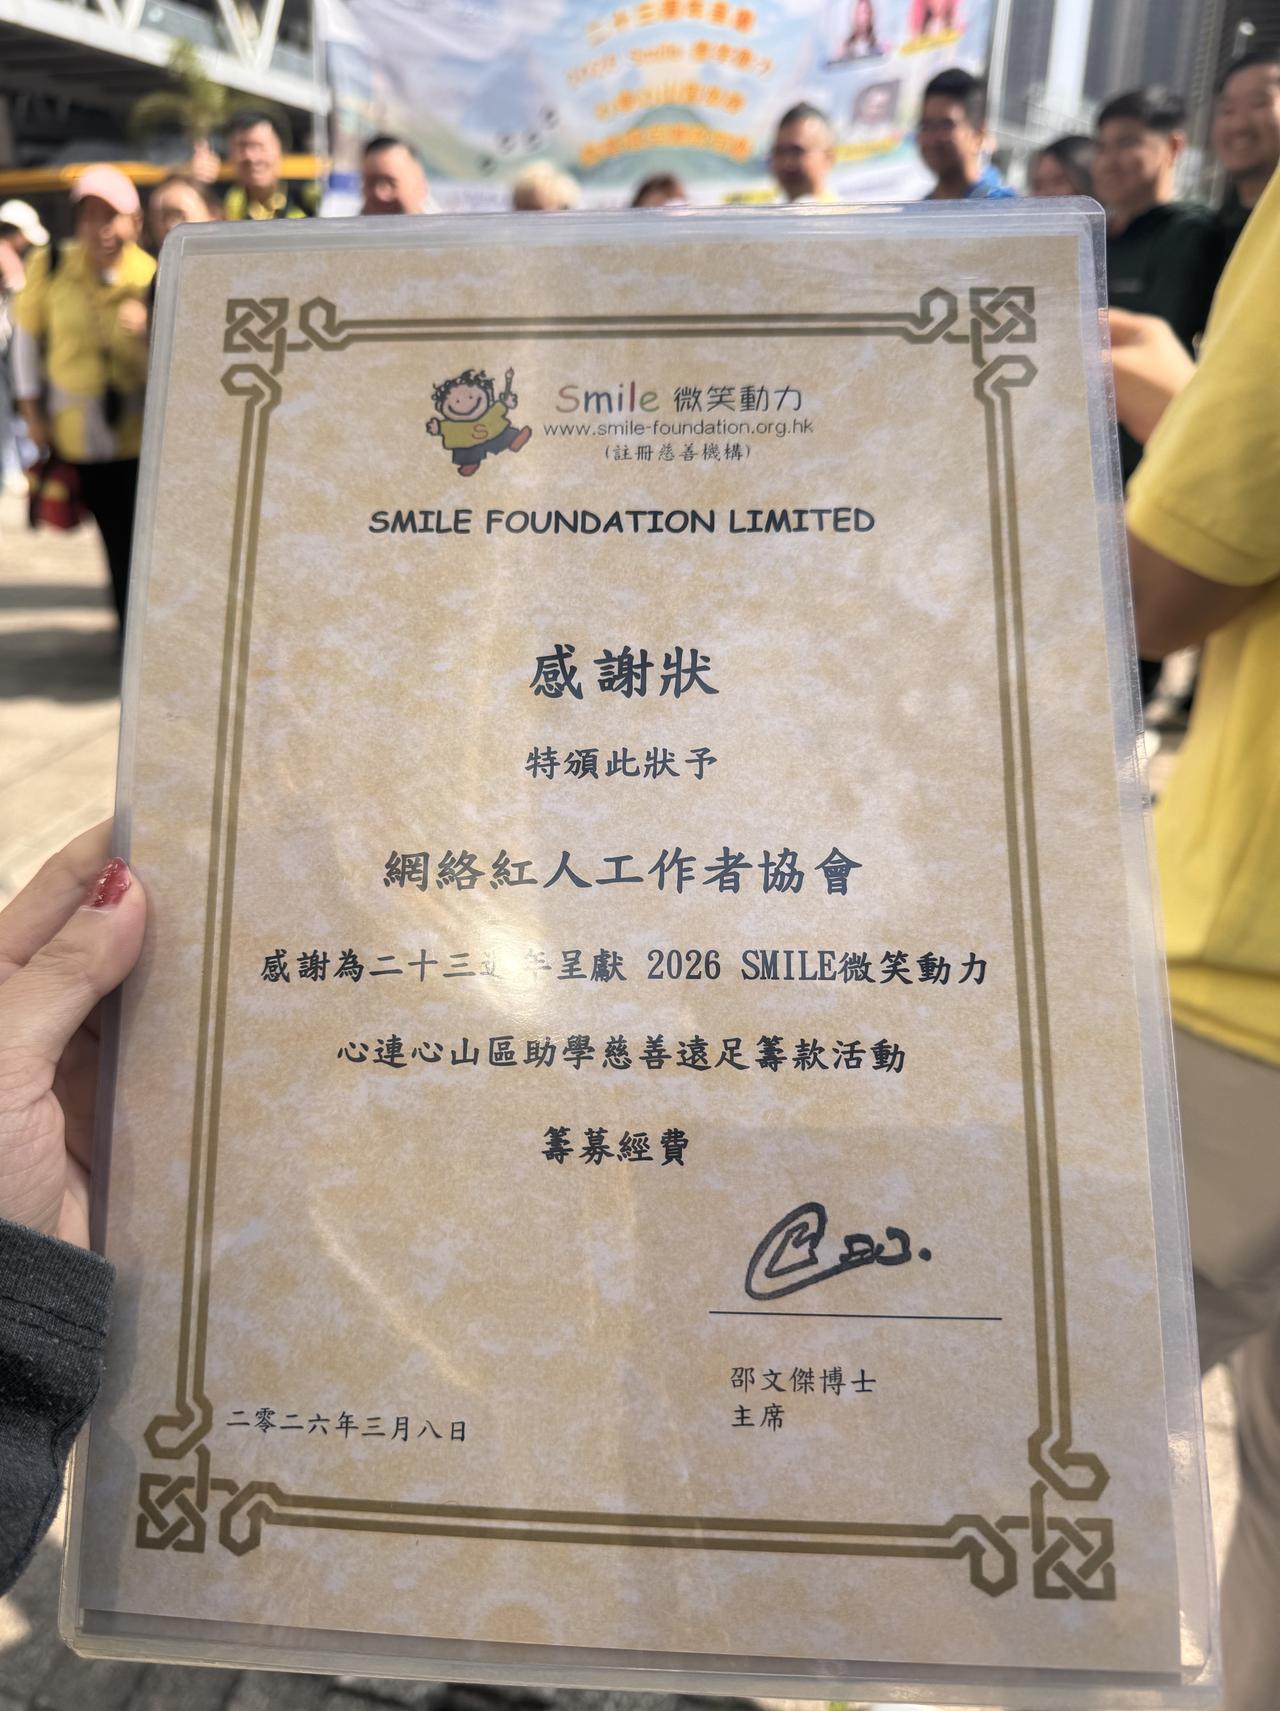 Smile 微笑動力
www.smile-foundation.org.hk
(註冊慈善機構)
SMILE FOUNDATION LIMITED
感謝狀
特頒此狀予
網絡紅人工作者協會
感謝為二十三週年呈獻 2026 SMILE微笑動力
心連心山區助學慈善遠足籌款活動
籌募經費
邵文傑博士
主席
二零二六年三月八日